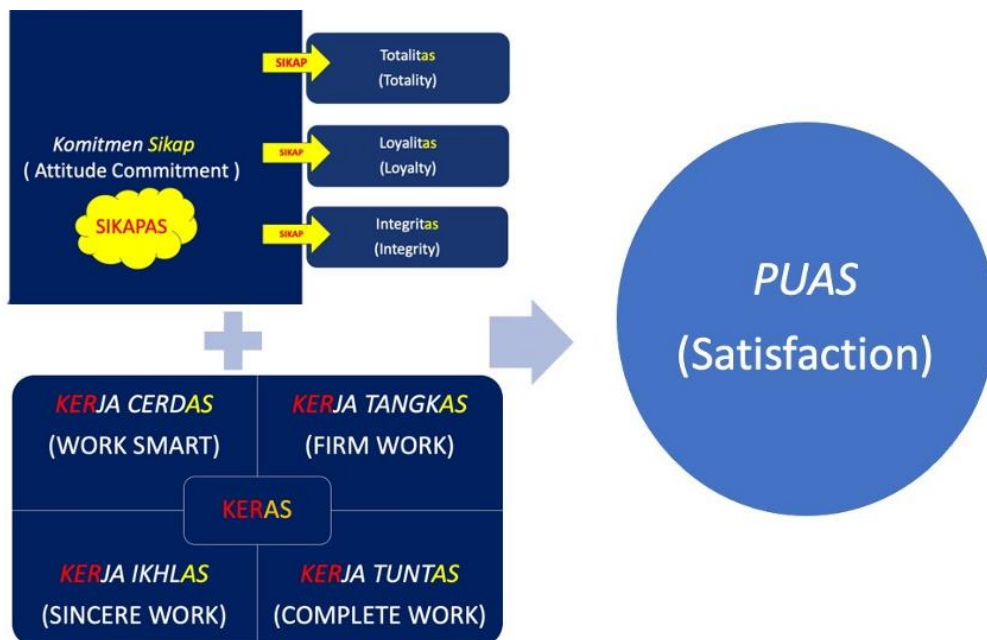 Komitmen Sikap
( Attitude Commitment )
SIKAPAS
SIKAP
Totalitas
(Totality)
SIKAP
Loyalitas
(Loyalty)
SIKAP
Integritas
(Integrity)
KERJA CERDAS
(WORK SMART)
KERJA TANGKAS
(FIRM WORK)
KERAS
KERJA IKHLAS
(SINCERE WORK)
KERJA TUNTAS
(COMPLETE WORK)
PUAS
(Satisfaction)